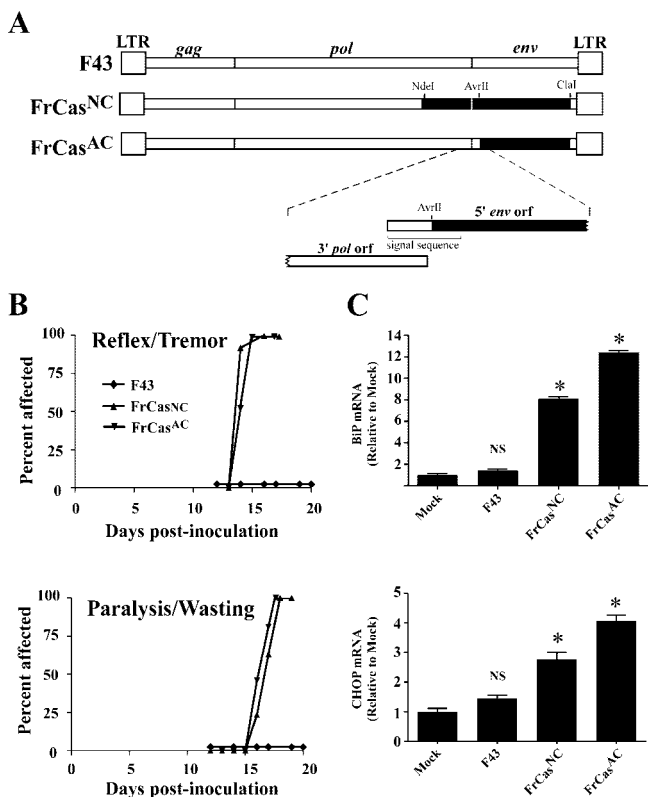 A
LTR gag pol env LTR
F43
NdeI AvrII ClaI
FrCasNC
FrCasAC
AvrII 5' env orf
signal sequence
3' pol orf
B
Reflex/Tremor
F43
FrCasNC
FrCasAC
Percent affected
100
75
50
25
0
0 5 10 15 20
Days post-inoculation
Paralysis/Wasting
Percent affected
100
75
50
25
0
0 5 10 15 20
Days post-inoculation
C
BiP mRNA
(Relative to Mock)
14
12
10
8
6
4
2
NS * *
Mock F43 FrCasNC FrCasAC
CHOP mRNA
(Relative to Mock)
5
4
3
2
1
0
NS * *
Mock F43 FrCasNC FrCasAC